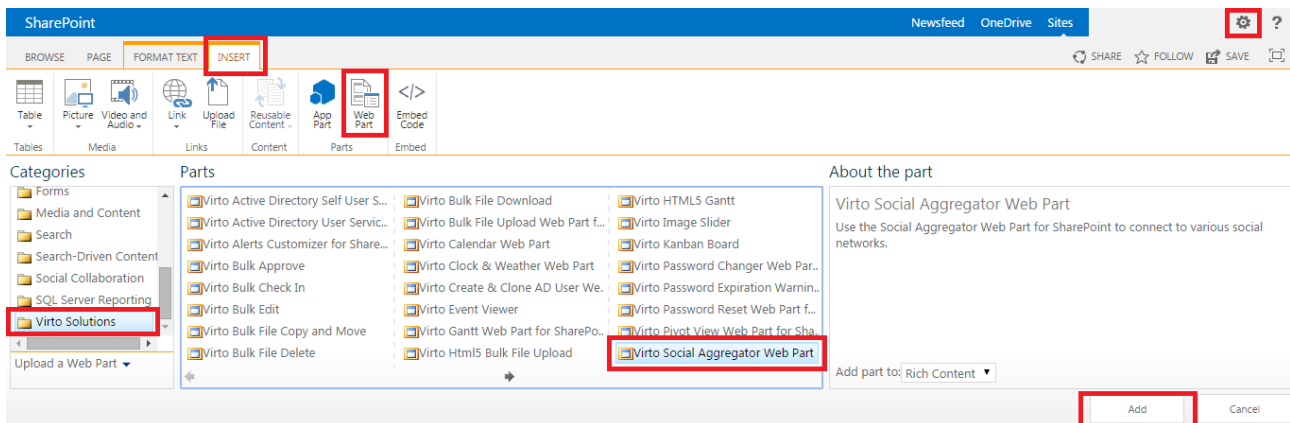 SharePoint Newsfeed OneDrive Sites ?
BROWSE PAGE FORMAT TEXT INSERT SHARE FOLLOW SAVE
Table Picture Video and Audio Link Upload File Reusable Content App Part Web Part </> Embed Code
Tables Media Links Content Parts Embed
Categories
Forms
Media and Content
Search
Search-Driven Content
Social Collaboration
SQL Server Reporting
Virto Solutions
Upload a Web Part
Parts
Virto Active Directory Self User S...
Virto Active Directory User Servic...
Virto Alerts Customizer for Share...
Virto Bulk Approve
Virto Bulk Check In
Virto Bulk Edit
Virto Bulk File Copy and Move
Virto Bulk File Delete
Virto Bulk File Download
Virto Bulk File Upload Web Part f...
Virto Calendar Web Part
Virto Clock & Weather Web Part
Virto Create & Clone AD User We...
Virto Event Viewer
Virto Gantt Web Part for SharePo...
Virto Html5 Bulk File Upload
Virto HTML5 Gantt
Virto Image Slider
Virto Kanban Board
Virto Password Changer Web Par...
Virto Password Expiration Warnin...
Virto Password Reset Web Part f...
Virto Pivot View Web Part for Sha...
Virto Social Aggregator Web Part
About the part
Virto Social Aggregator Web Part
Use the Social Aggregator Web Part for SharePoint to connect to various social
networks.
Add part to: Rich Content
Add Cancel